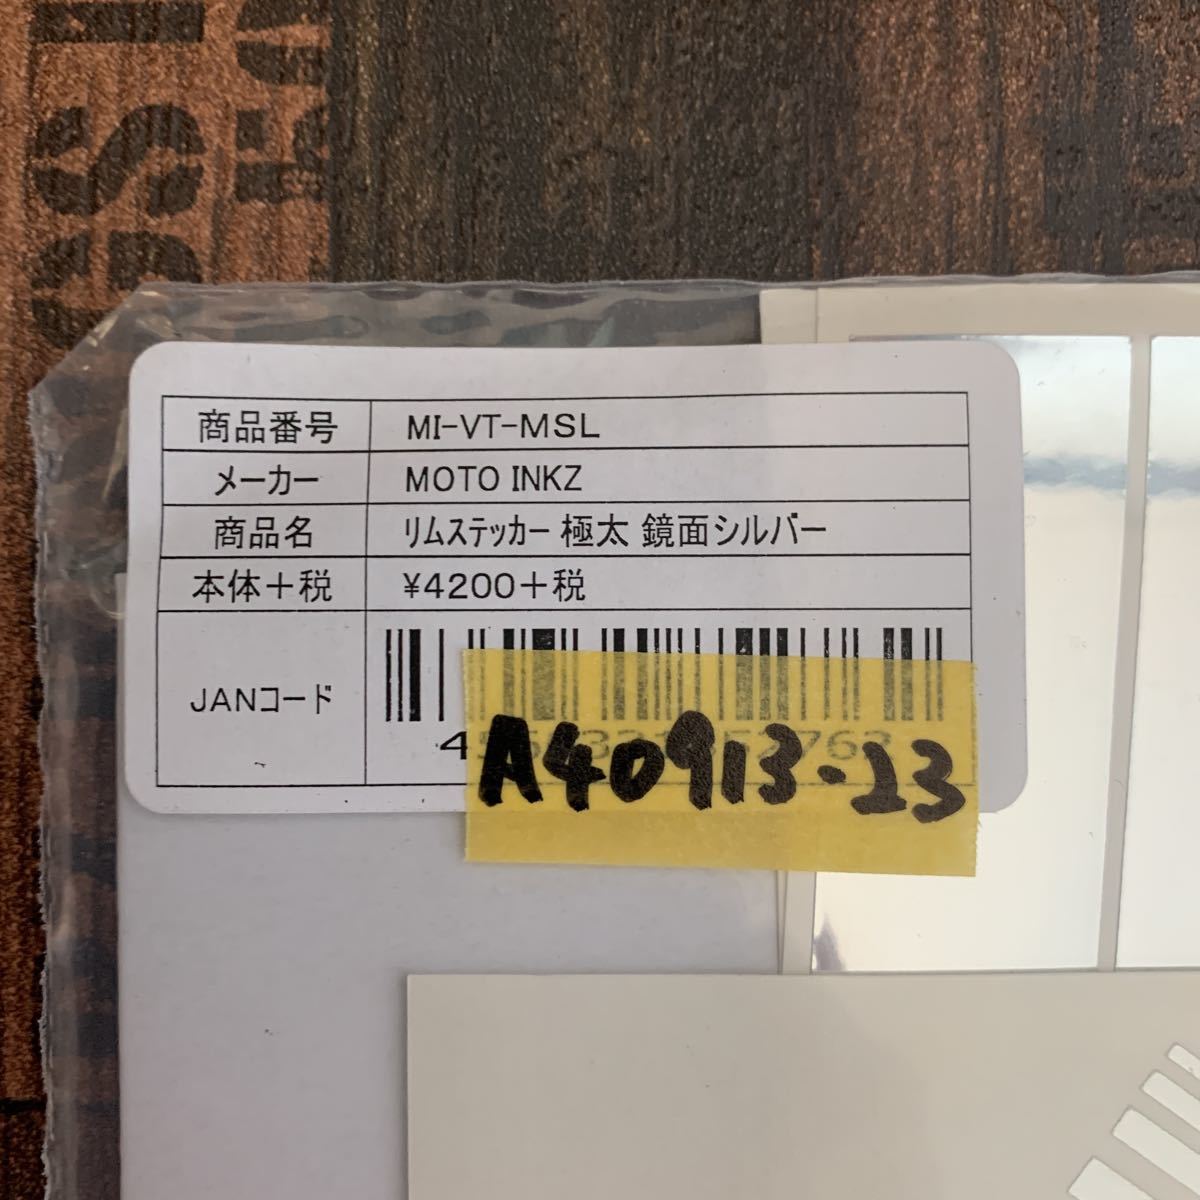 商品番号 MI-VT-MSL
メーカー MOTO INKZ
商品名 リムステッカー 極太 鏡面シルバー
本体+税 ¥4200+税
JANコード
A40913-23